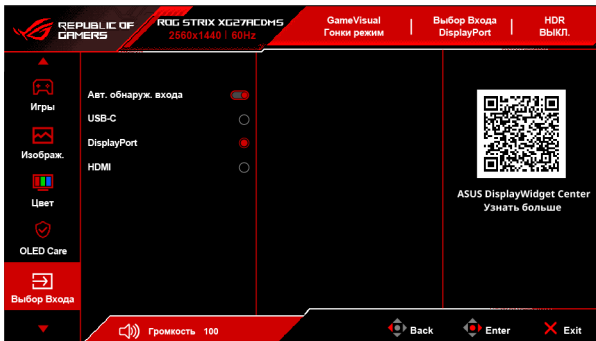 REPUBLIC OF
GAMERS
ROG STRIX XG27ACDMS
2560x1440 | 60Hz
GameVisual
Гонки режим
Выбор Входа
DisplayPort
HDR
ВЫКЛ.
Игры
Изображ.
Цвет
OLED Care
Выбор Входа
Авт. обнаруж. входа
USB-C
DisplayPort
HDMI
ASUS DisplayWidget Center
Узнать больше
Громкость 100
Back
Enter
Exit